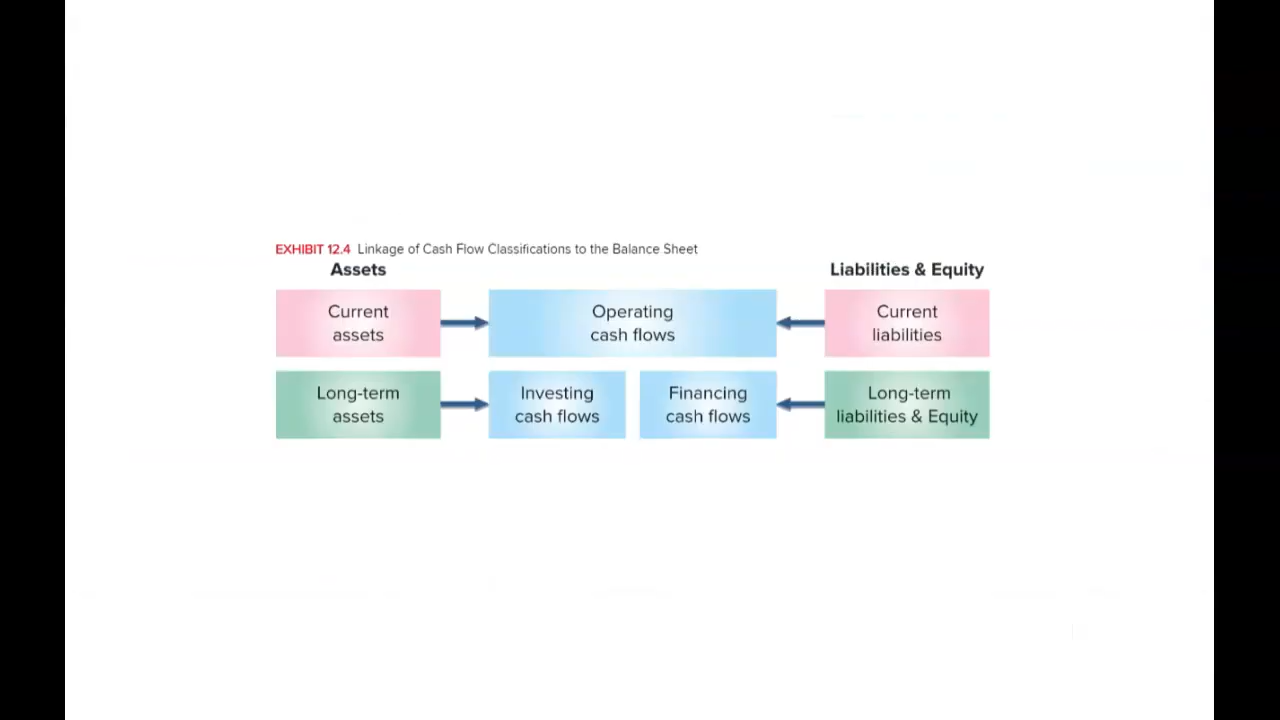 EXHIBIT 12.4 Linkage of Cash Flow Classifications to the Balance Sheet
Assets
Liabilities & Equity
Current
assets
Operating
cash flows
Current
liabilities
Long-term
assets
Investing
cash flows
Financing
cash flows
Long-term
liabilities & Equity